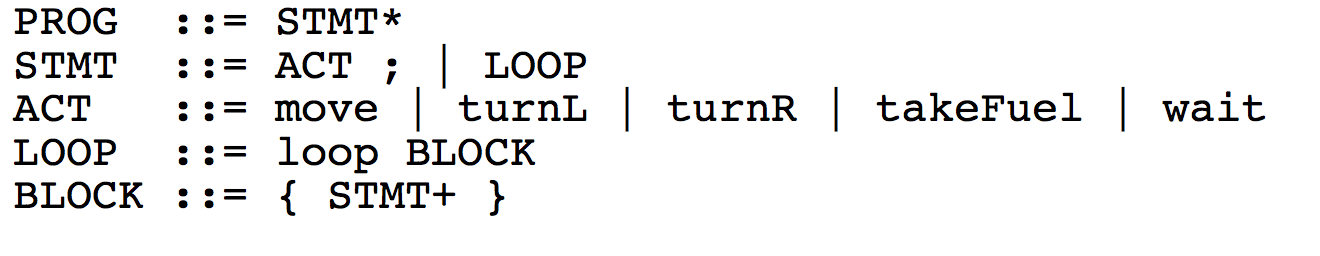 PROG ::= STMT*
STMT ::= ACT ; | LOOP
ACT ::= move | turnL | turnR | takeFuel | wait
LOOP ::= loop BLOCK
BLOCK ::= { STMT+ }